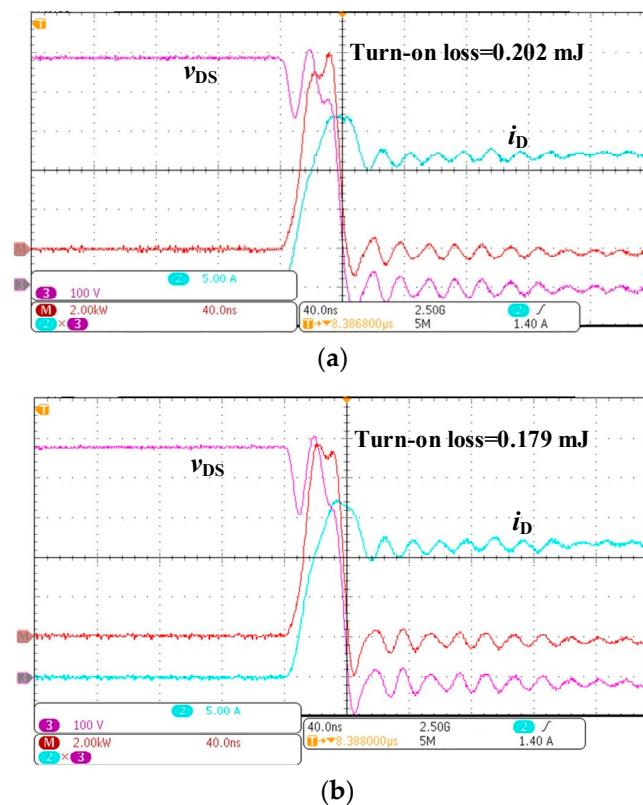 T
Turn-on loss=0.202 mJ
vDS
iD
M
3
2 5.00 A
3 100 V
M 2.00kW 40.0ns
2 × 3
40.0ns 2.50G 2
T 8.386800µs 5M 1.40 A
(a)
T
Turn-on loss=0.179 mJ
vDS
iD
M
3
2 5.00 A
3 100 V
M 2.00kW 40.0ns
2 × 3
40.0ns 2.50G 2
T 8.388000µs 5M 1.40 A
(b)